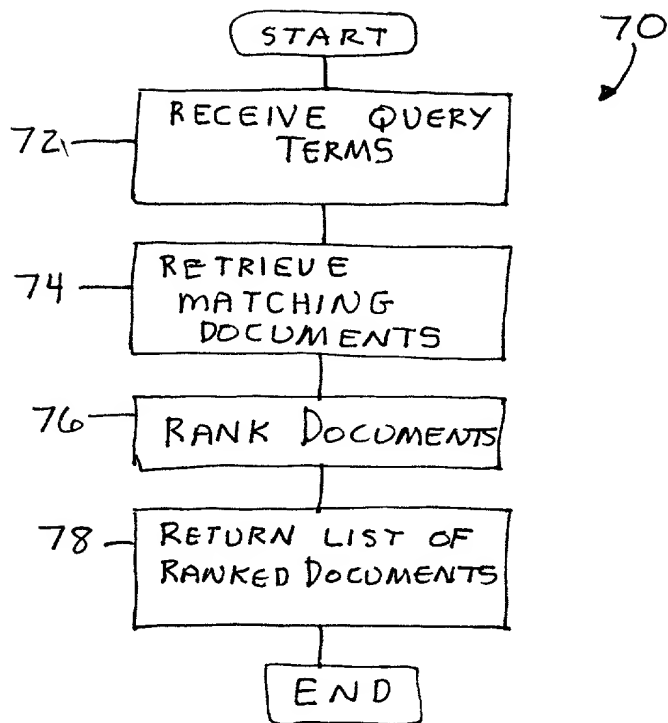 START
70
72
RECEIVE QUERY
TERMS
74
RETRIEVE
MATCHING
DOCUMENTS
76
RANK DOCUMENTS
78
RETURN LIST OF
RANKED DOCUMENTS
END